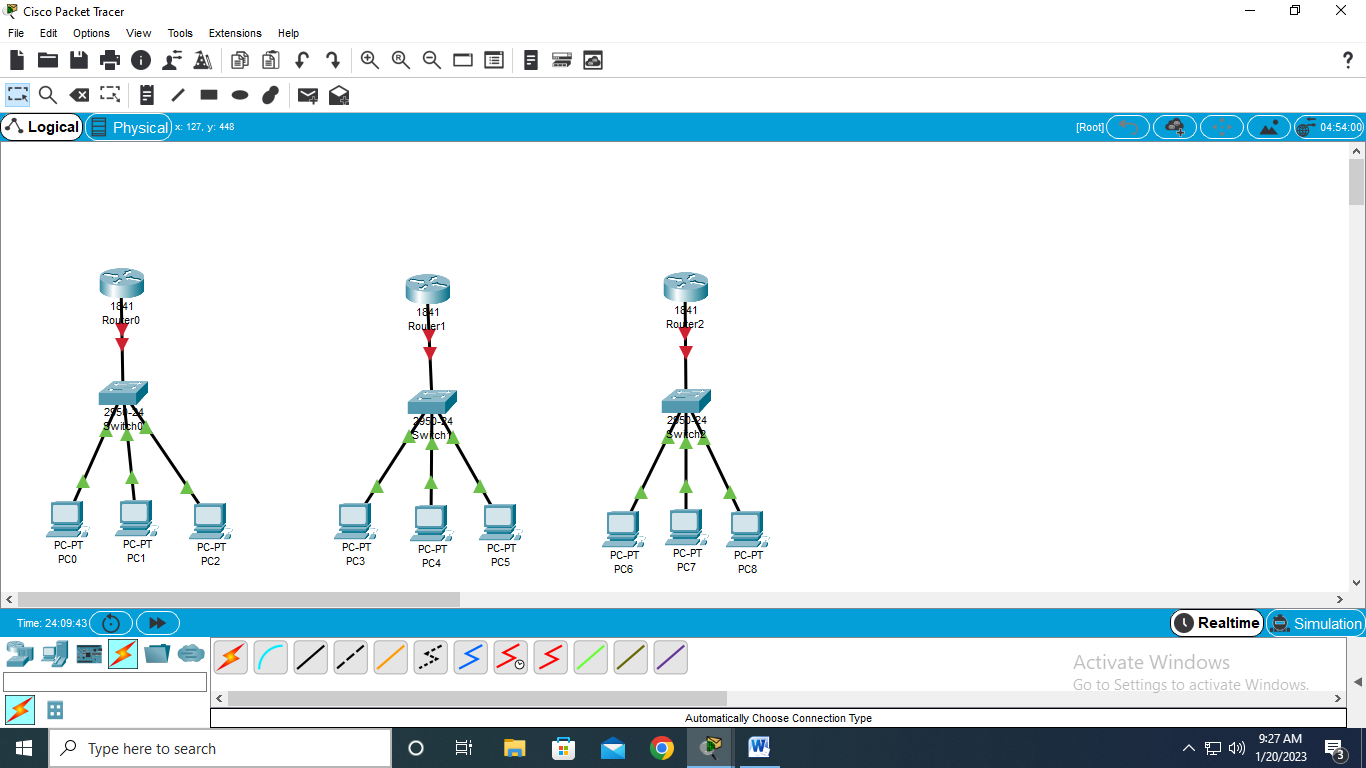 Cisco Packet Tracer
File Edit Options View Tools Extensions Help
?
Logical Physical x: 127, y: 448 [Root] 04:54:00
1841
Router0
1841
Router1
1841
Router2
2950-24
Switch0
2950-24
Switch1
2950-24
Switch2
PC-PT
PC0
PC-PT
PC1
PC-PT
PC2
PC-PT
PC3
PC-PT
PC4
PC-PT
PC5
PC-PT
PC6
PC-PT
PC7
PC-PT
PC8
Time: 24:09:43 Realtime Simulation
Activate Windows
Go to Settings to activate Windows.
Automatically Choose Connection Type
Type here to search
9:27 AM
1/20/2023
3